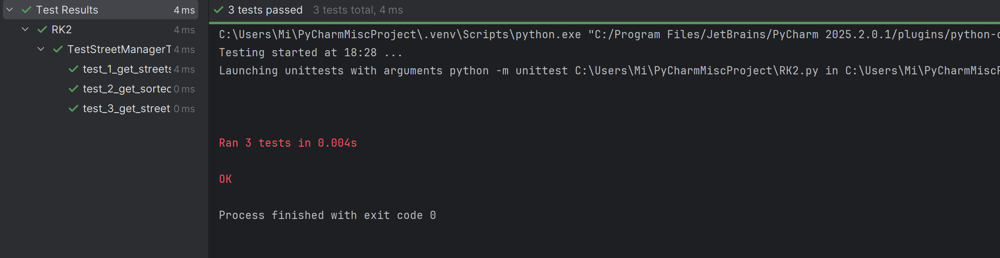 Test Results 4 ms
RK2 4 ms
TestStreetManagerT 4 ms
test_1_get_streets 4 ms
test_2_get_sorted 0 ms
test_3_get_street 0 ms
3 tests passed 3 tests total, 4 ms
C:\Users\Mi\PyCharmMiscProject\.venv\Scripts\python.exe "C:/Program Files/JetBrains/PyCharm 2025.2.0.1/plugins/python-c
Testing started at 18:28 ...
Launching unittests with arguments python -m unittest C:\Users\Mi\PyCharmMiscProject\RK2.py in C:\Users\Mi\PyCharmMiscP
Ran 3 tests in 0.004s
OK
Process finished with exit code 0